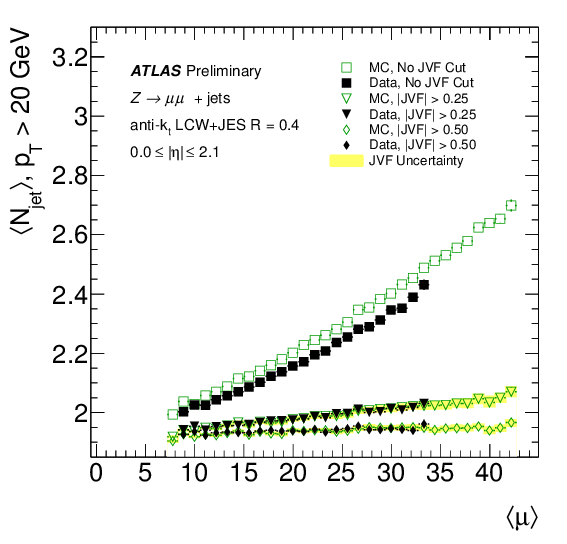 ⟨N_jet⟩, p_T > 20 GeV
3.2
3
2.8
2.6
2.4
2.2
2
ATLAS Preliminary
Z → μμ + jets
anti-k_t LCW+JES R = 0.4
0.0 ≤ |η| ≤ 2.1
MC, No JVF Cut
Data, No JVF Cut
MC, |JVF| > 0.25
Data, |JVF| > 0.25
MC, |JVF| > 0.50
Data, |JVF| > 0.50
JVF Uncertainty
0 5 10 15 20 25 30 35 40
⟨μ⟩